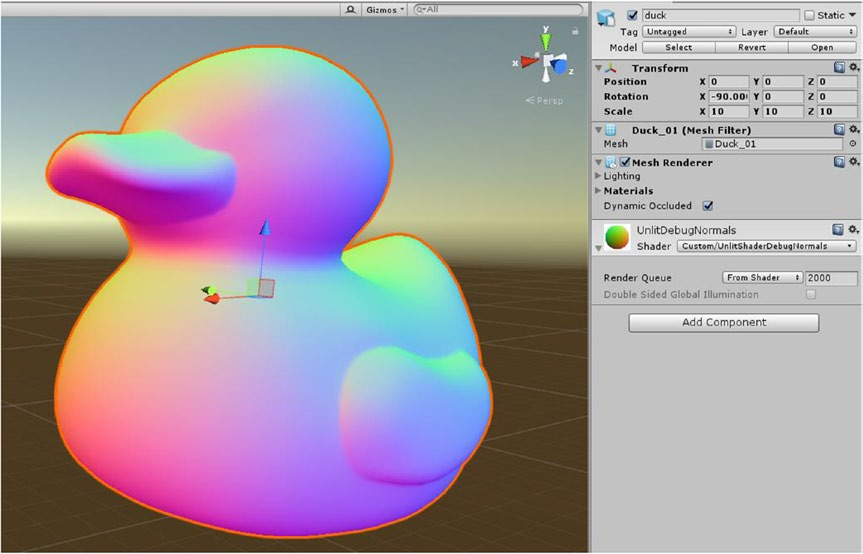 Gizmos
All
y
x
z
Persp
duck
Static
Tag Untagged Layer Default
Model Select Revert Open
Transform
Position X 0 Y 0 Z 0
Rotation X -90.00 Y 0 Z 0
Scale X 10 Y 10 Z 10
Duck_01 (Mesh Filter)
Mesh Duck_01
Mesh Renderer
Lighting
Materials
Dynamic Occluded
UnlitDebugNormals
Shader Custom/UnlitShaderDebugNormals
Render Queue From Shader 2000
Double Sided Global Illumination
Add Component